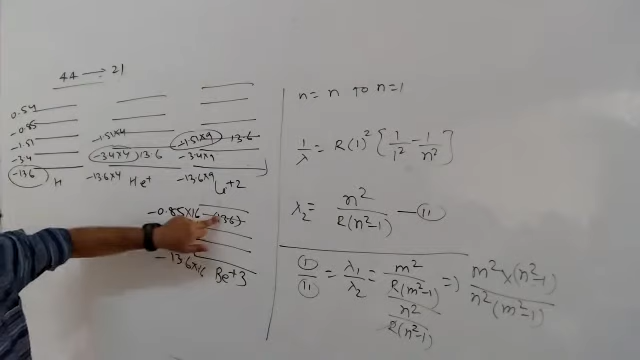 44 → 21
0.54
-0.85
-1.51
-3.4
-13.6 H
-1.51x4
-3.4x4 13.6
-13.6x4 He+
-1.51x9 13.6
-3.4x9
-13.6x9 Li+2
-0.85x16 -13.6
-13.6x16 Be+3
n = n to n=1
1/λ = R(1)² [1/1² - 1/n²]
λ₂ = n²/R(n²-1) — II
I/II = λ₁/λ₂ = (m²/R(m²-1))/(n²/R(n²-1)) => m² x (n²-1)/n² (m²-1)